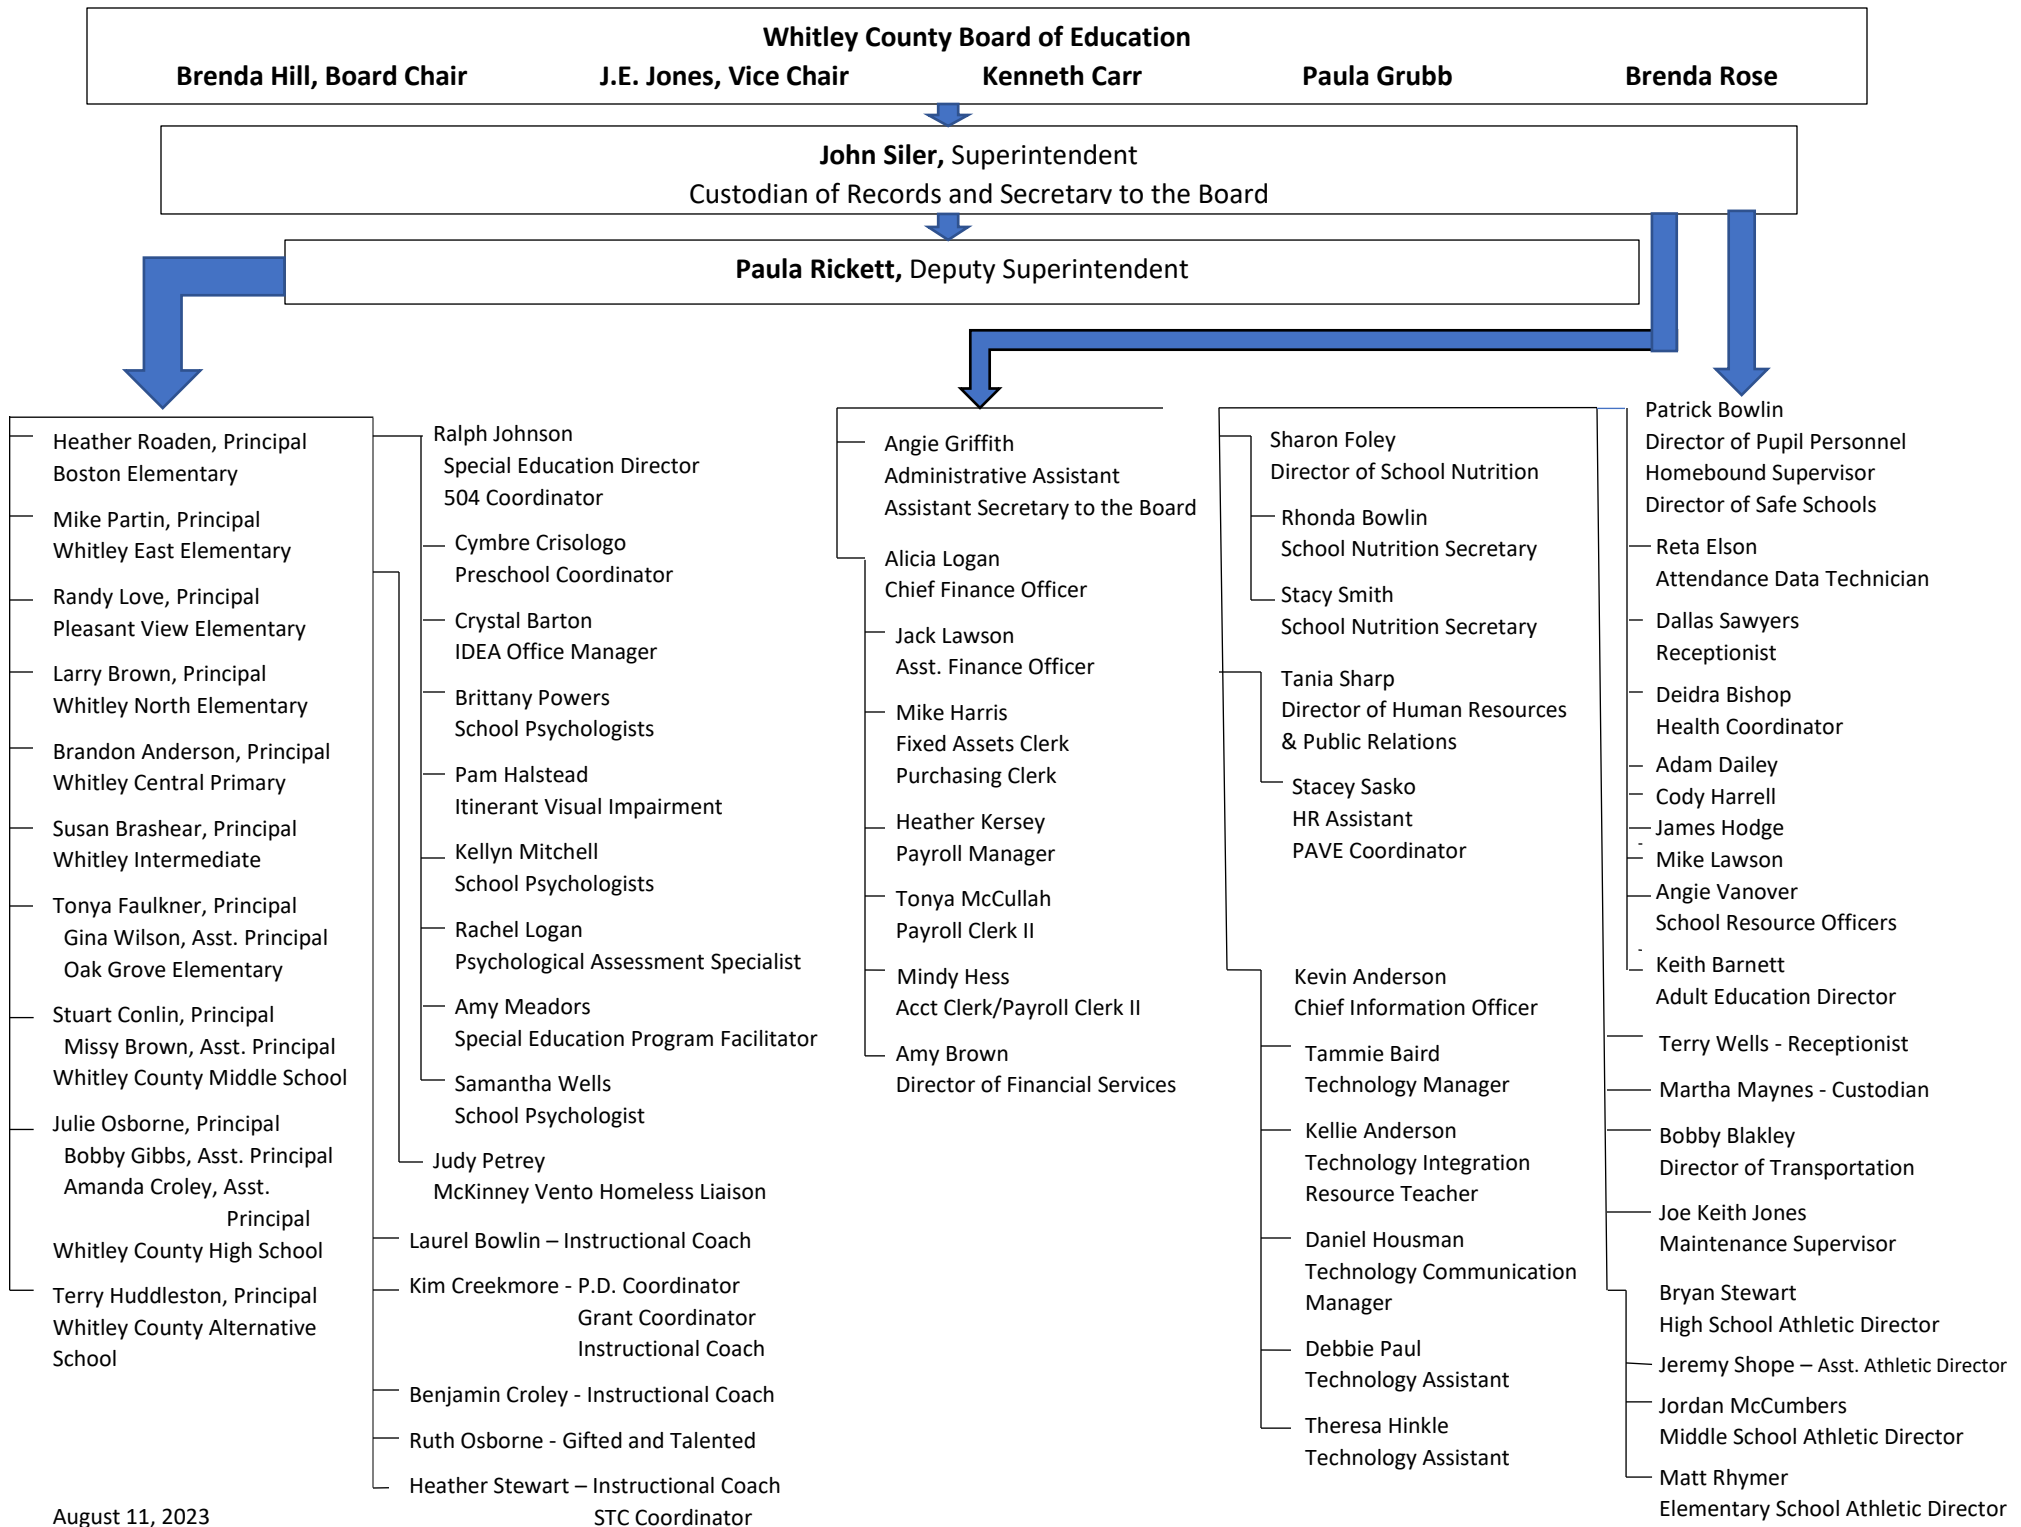 Whitley County Board of Education
Brenda Hill, Board Chair J.E. Jones, Vice Chair Kenneth Carr Paula Grubb Brenda Rose
John Siler, Superintendent
Custodian of Records and Secretary to the Board
Paula Rickett, Deputy Superintendent
Heather Roaden, Principal
Boston Elementary
Mike Partin, Principal
Whitley East Elementary
Randy Love, Principal
Pleasant View Elementary
Larry Brown, Principal
Whitley North Elementary
Brandon Anderson, Principal
Whitley Central Primary
Susan Brashear, Principal
Whitley Intermediate
Tonya Faulkner, Principal
Gina Wilson, Asst. Principal
Oak Grove Elementary
Stuart Conlin, Principal
Missy Brown, Asst. Principal
Whitley County Middle School
Julie Osborne, Principal
Bobby Gibbs, Asst. Principal
Amanda Croley, Asst.
Principal
Whitley County High School
Terry Huddleston, Principal
Whitley County Alternative
School
August 11, 2023
Ralph Johnson
Special Education Director
504 Coordinator
Cymbre Crisologo
Preschool Coordinator
Crystal Barton
IDEA Office Manager
Brittany Powers
School Psychologists
Pam Halstead
Itinerant Visual Impairment
Kellyn Mitchell
School Psychologists
Rachel Logan
Psychological Assessment Specialist
Amy Meadors
Special Education Program Facilitator
Samantha Wells
School Psychologist
Judy Petrey
McKinney Vento Homeless Liaison
Laurel Bowlin – Instructional Coach
Kim Creekmore - P.D. Coordinator
Grant Coordinator
Instructional Coach
Benjamin Croley - Instructional Coach
Ruth Osborne - Gifted and Talented
Heather Stewart – Instructional Coach
STC Coordinator
Angie Griffith
Administrative Assistant
Assistant Secretary to the Board
Alicia Logan
Chief Finance Officer
Jack Lawson
Asst. Finance Officer
Mike Harris
Fixed Assets Clerk
Purchasing Clerk
Heather Kersey
Payroll Manager
Tonya McCullah
Payroll Clerk II
Mindy Hess
Acct Clerk/Payroll Clerk II
Amy Brown
Director of Financial Services
Sharon Foley
Director of School Nutrition
Rhonda Bowlin
School Nutrition Secretary
Stacy Smith
School Nutrition Secretary
Tania Sharp
Director of Human Resources
& Public Relations
Stacey Sasko
HR Assistant
PAVE Coordinator
Kevin Anderson
Chief Information Officer
Tammie Baird
Technology Manager
Kellie Anderson
Technology Integration
Resource Teacher
Daniel Housman
Technology Communication
Manager
Debbie Paul
Technology Assistant
Theresa Hinkle
Technology Assistant
Patrick Bowlin
Director of Pupil Personnel
Homebound Supervisor
Director of Safe Schools
Reta Elson
Attendance Data Technician
Dallas Sawyers
Receptionist
Deidra Bishop
Health Coordinator
Adam Dailey
Cody Harrell
James Hodge
Mike Lawson
Angie Vanover
School Resource Officers
Keith Barnett
Adult Education Director
Terry Wells - Receptionist
Martha Maynes - Custodian
Bobby Blakley
Director of Transportation
Joe Keith Jones
Maintenance Supervisor
Bryan Stewart
High School Athletic Director
Jeremy Shope – Asst. Athletic Director
Jordan McCumbers
Middle School Athletic Director
Matt Rhymer
Elementary School Athletic Director